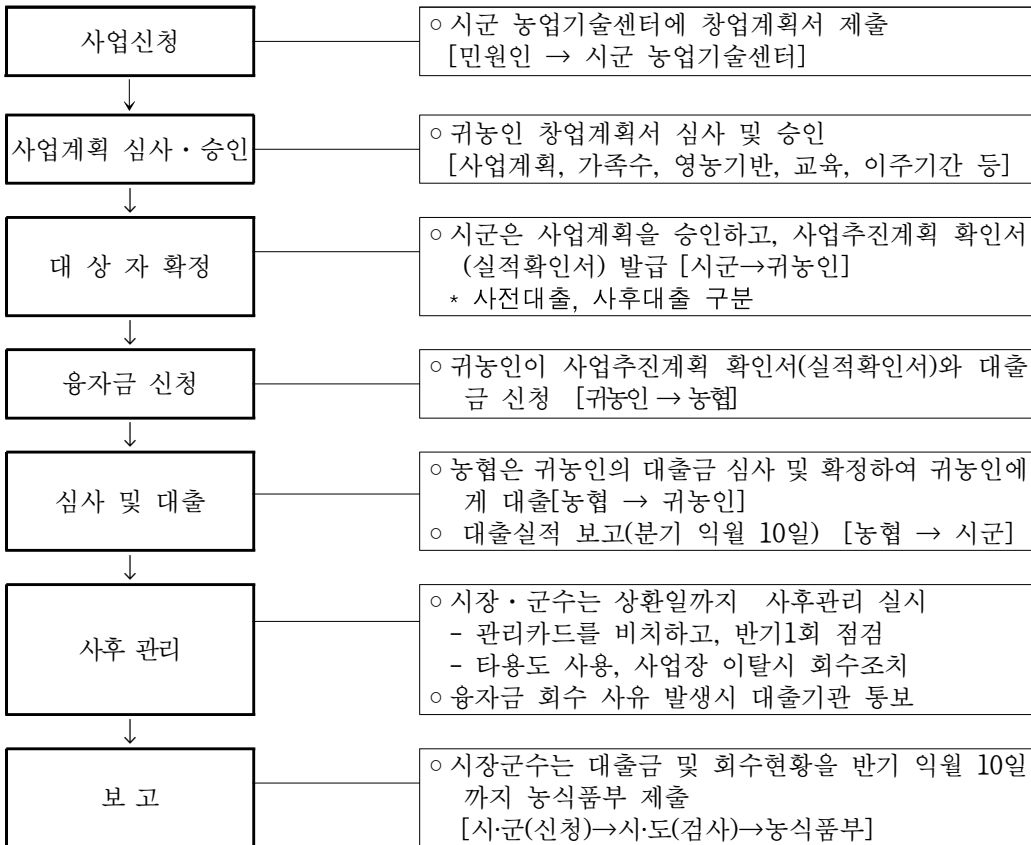 사업신청
○ 시군 농업기술센터에 창업계획서 제출
[민원인 → 시군 농업기술센터]
↓
사업계획 심사・승인
○ 귀농인 창업계획서 심사 및 승인
[사업계획, 가족수, 영농기반, 교육, 이주기간 등]
↓
대 상 자 확정
○ 시군은 사업계획을 승인하고, 사업추진계획 확인서
(실적확인서) 발급 [시군→귀농인]
* 사전대출, 사후대출 구분
↓
융자금 신청
○ 귀농인이 사업추진계획 확인서(실적확인서)와 대출
금 신청 [귀농인 → 농협]
↓
심사 및 대출
○ 농협은 귀농인의 대출금 심사 및 확정하여 귀농인에
게 대출[농협 → 귀농인]
○ 대출실적 보고(분기 익월 10일) [농협 → 시군]
↓
사후 관리
○ 시장・군수는 상환일까지 사후관리 실시
- 관리카드를 비치하고, 반기1회 점검
- 타용도 사용, 사업장 이탈시 회수조치
○ 융자금 회수 사유 발생시 대출기관 통보
↓
보 고
○ 시장군수는 대출금 및 회수현황을 반기 익월 10일
까지 농식품부 제출
[시·군(신청)→시·도(검사)→농식품부]